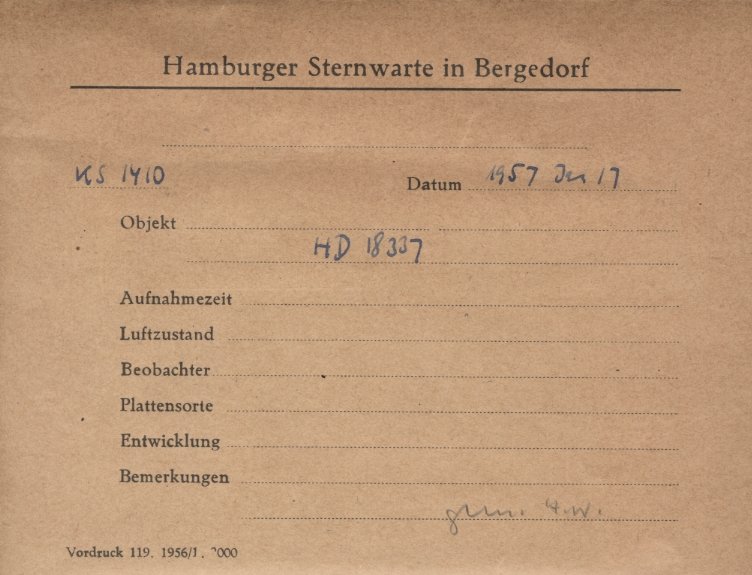 Hamburger Sternwarte in Bergedorf
KS 1410 Datum 1957 Jan 17
Objekt
HD 18337
Aufnahmezeit
Luftzustand
Beobachter
Plattensorte
Entwicklung
Bemerkungen
H.W.
Vordruck 119. 1956/1. 2000